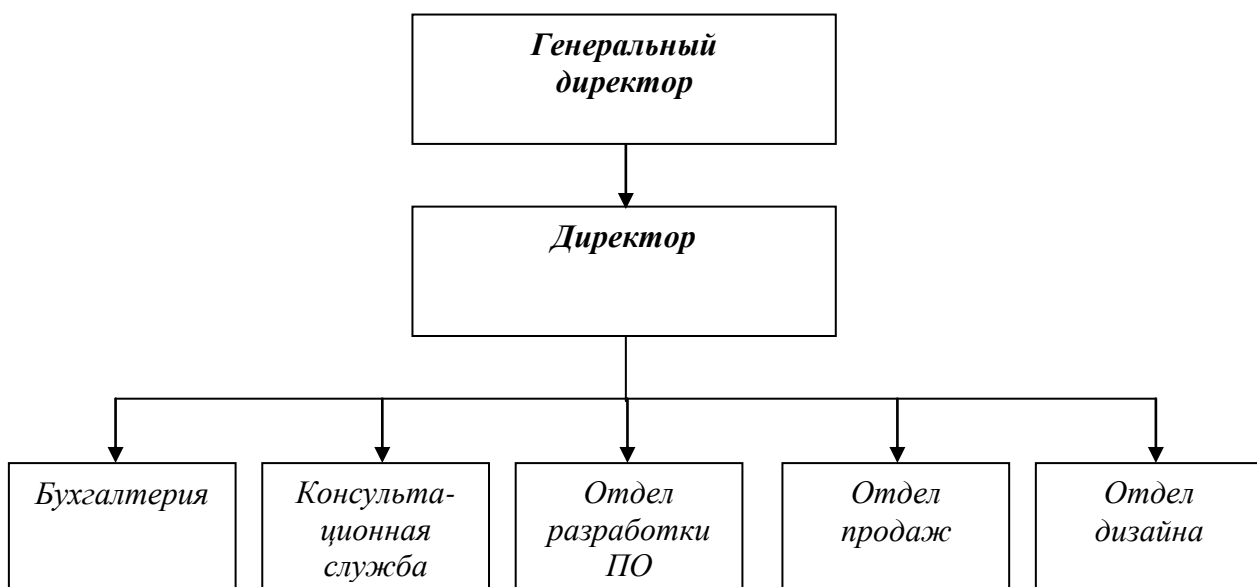 Генеральный
директор
Директор
Бухгалтерия
Консульта-
ционная
служба
Отдел
разработки
ПО
Отдел
продаж
Отдел
дизайна